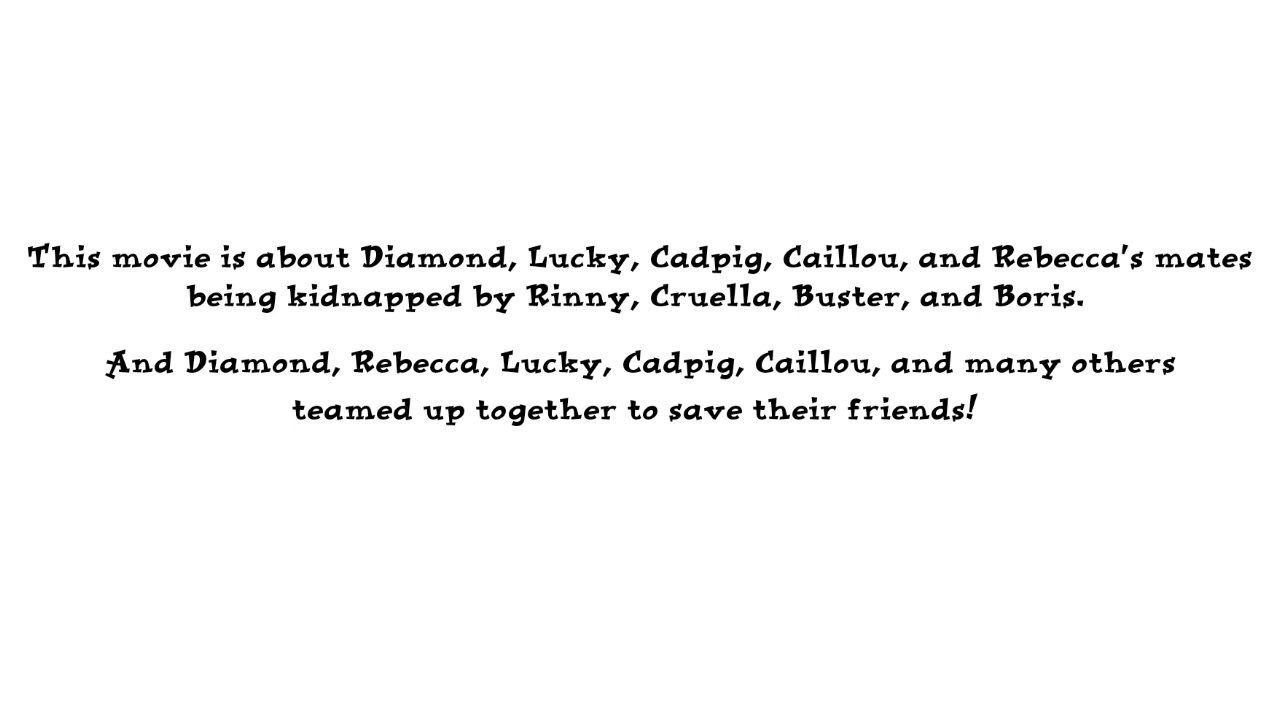 This movie is about Diamond, Lucky, Cadpig, Caillou, and Rebecca's mates
being kidnapped by Rinny, Cruella, Buster, and Boris.
And Diamond, Rebecca, Lucky, Cadpig, Caillou, and many others
teamed up together to save their friends!